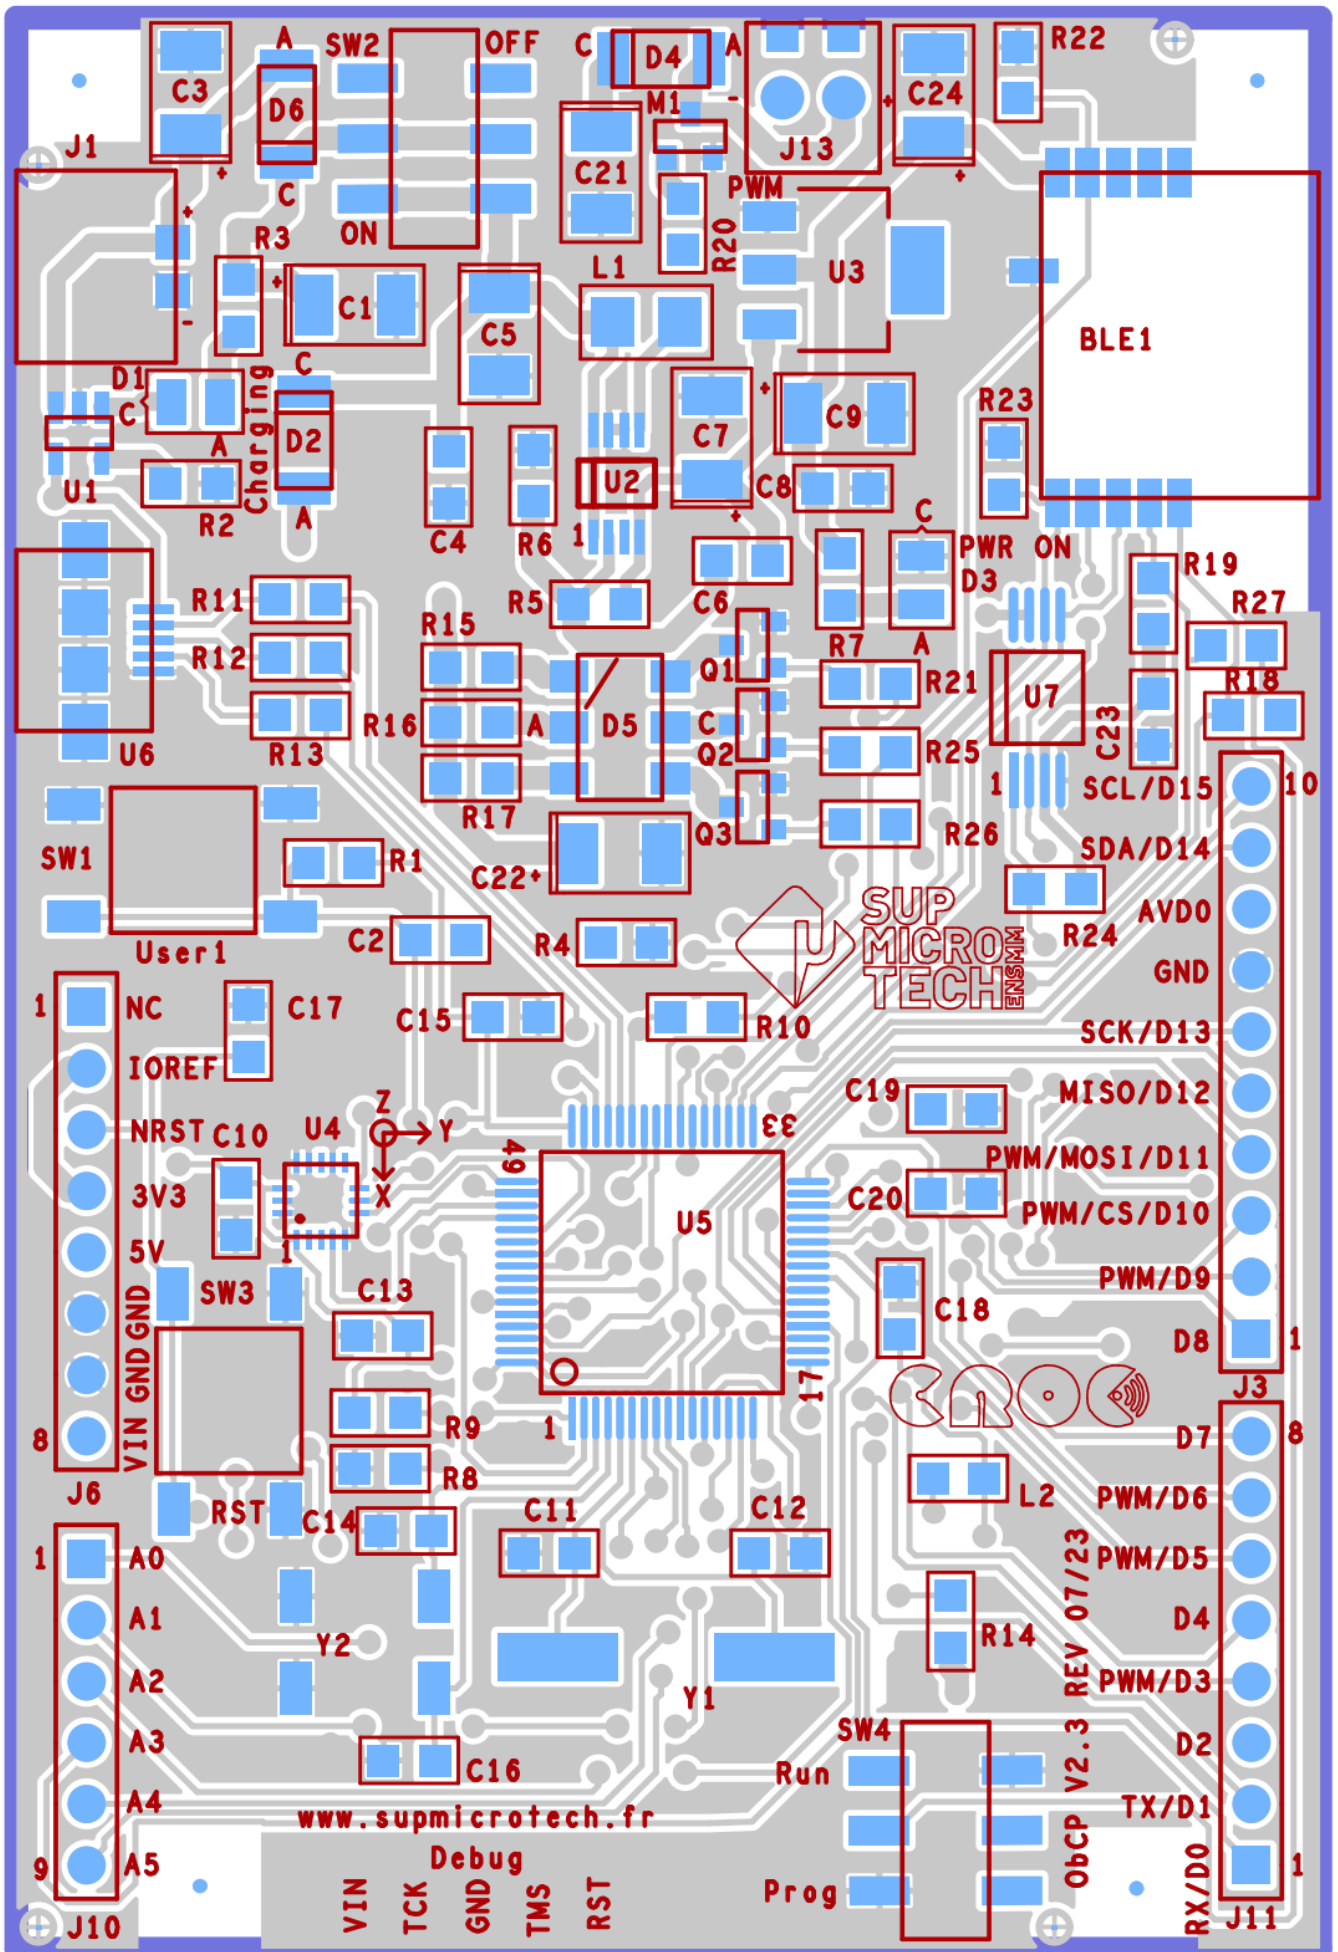 A
SW2
OFF
C
D4
A
R22
C3
D6
M1
-
+
C24
J1
J13
+
C21
+
C
PWM
+
ON
R20
R3
L1
U3
+
C1
C5
-
BLE1
C
D1
C
A
Charging
D2
+
C7
C9
R23
U1
R2
A
U2
C8
C4
R6
1
+
C
PWR ON
D3
R5
C6
R19
R11
R15
R7
A
R27
R12
Q1
R21
R18
U7
R16
A
D5
C
Q2
C23
U6
R13
R25
1
SCL/D15
10
R17
Q3
R26
SW1
R1
C22+
SDA/D14
SUP
MICRO
TECH
ENSMM
μ
AVD0
User1
C2
R4
R24
GND
1
NC
C17
C15
R10
SCK/D13
IOREF
Z
C19
MISO/D12
NRST
C10
U4
Y
33
49
PWM/MOSI/D11
3V3
X
C20
U5
PWM/CS/D10
5V
1
SW3
C13
PWM/D9
GND
C18
D8
1
GND
17
CROC
J3
VIN
8
R9
1
D7
8
J6
R8
L2
PWM/D6
RST
C14
C11
C12
1
A0
PWM/D5
A1
D4
Y2
R14
A2
Y1
PWM/D3
A3
SW4
D2
C16
Run
A4
www.supmicrotech.fr
TX/D1
Debug
9
A5
Prog
1
VIN
TCK
GND
TMS
RST
ObCP V2.3 REV 07/23
RX/D0
J10
J11